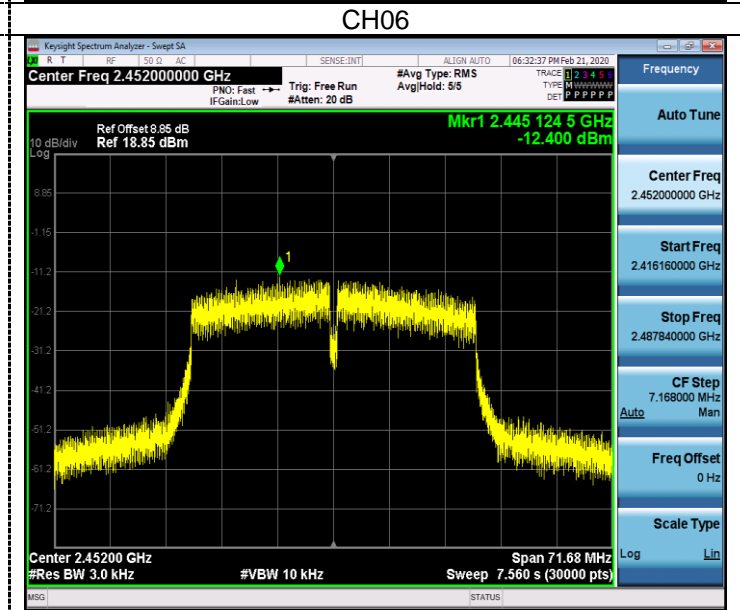 CH06
Keysight Spectrum Analyzer - Swept SA
R T RF 50 Ω AC SENSE:INT ALIGN AUTO 06:32:37 PM Feb 21, 2020
Center Freq 2.452000000 GHz
PNO: Fast
IFGain:Low
Trig: Free Run
#Atten: 20 dB
#Avg Type: RMS
Avg|Hold: 5/5
TRACE 1 2 3 4 5 6
TYPE M WWWWW
DET P P P P P P
Frequency
Auto Tune
Center Freq
2.452000000 GHz
Start Freq
2.416160000 GHz
Stop Freq
2.487840000 GHz
CF Step
7.168000 MHz
Auto Man
Freq Offset
0 Hz
Scale Type
Log Lin
Mkr1 2.445 124 5 GHz
-12.400 dBm
Ref Offset 8.85 dB
10 dB/div Ref 18.85 dBm
Log
8.85
-1.15
-11.2
-21.2
-31.2
-41.2
-51.2
-61.2
-71.2
1
Center 2.45200 GHz Span 71.68 MHz
#Res BW 3.0 kHz #VBW 10 kHz Sweep 7.560 s (30000 pts)
MSG STATUS